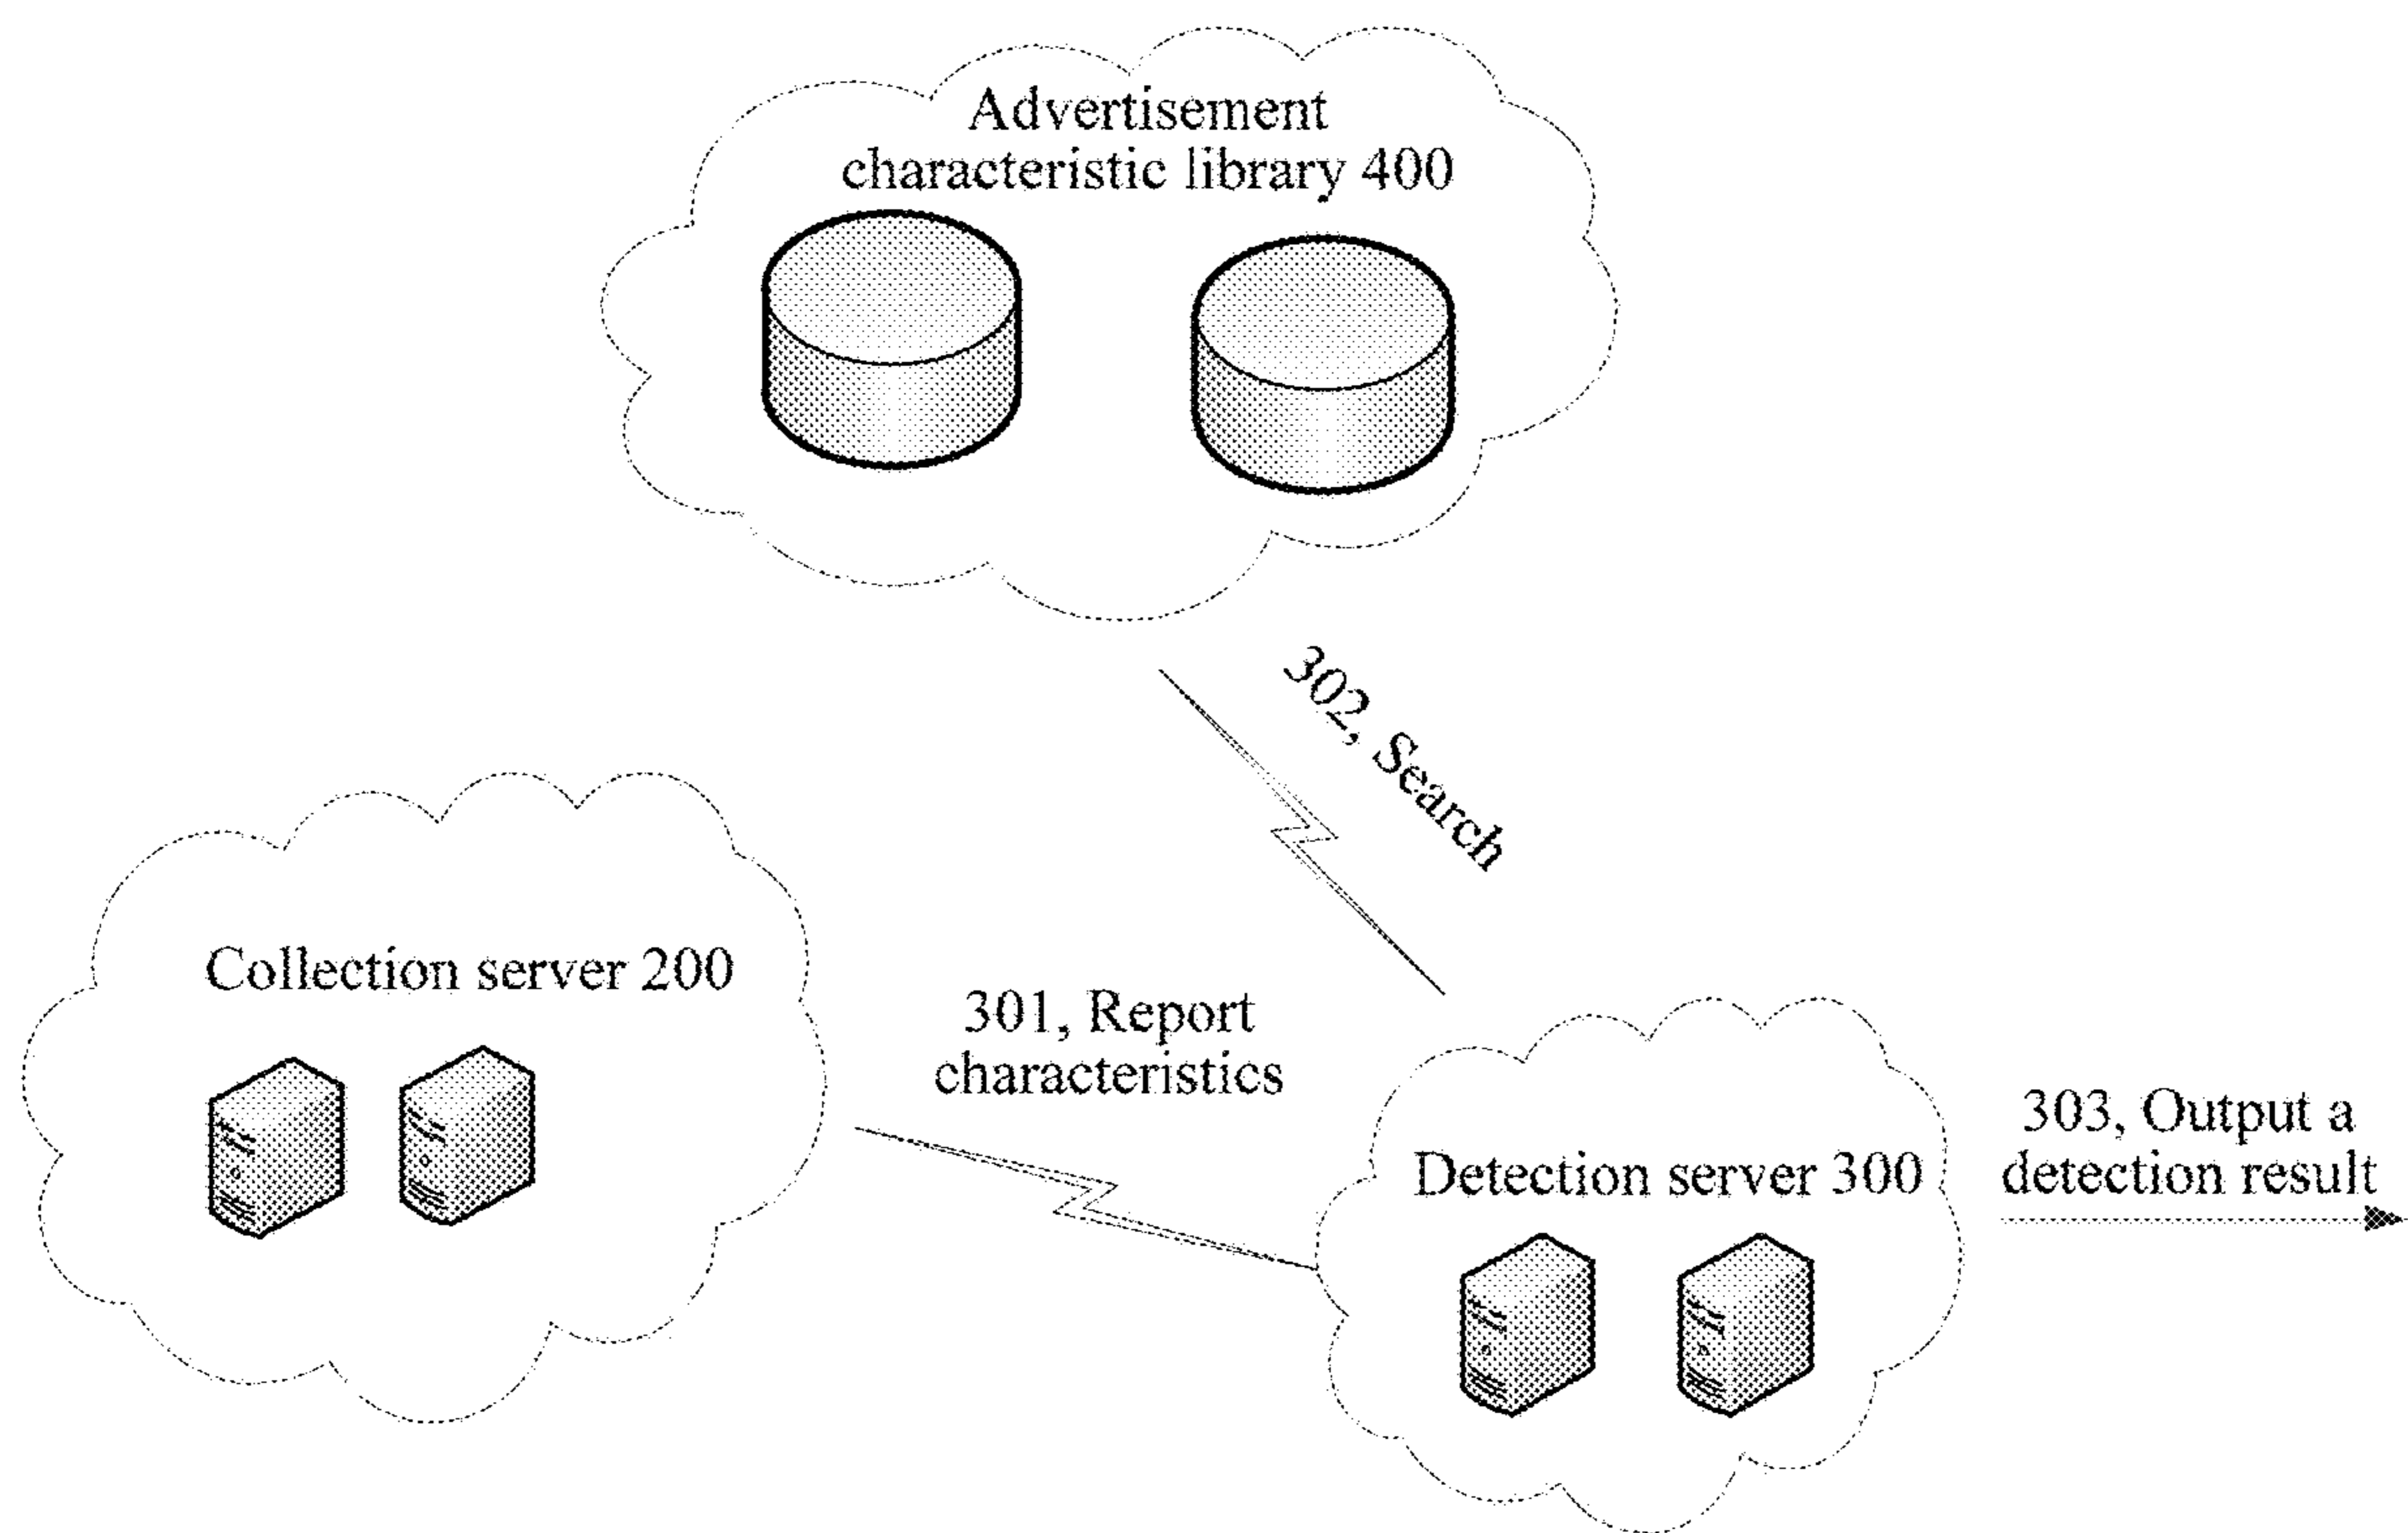 Advertisement
characteristic library 400
302, Search
Collection server 200
301, Report
characteristics
Detection server 300
303, Output a
detection result